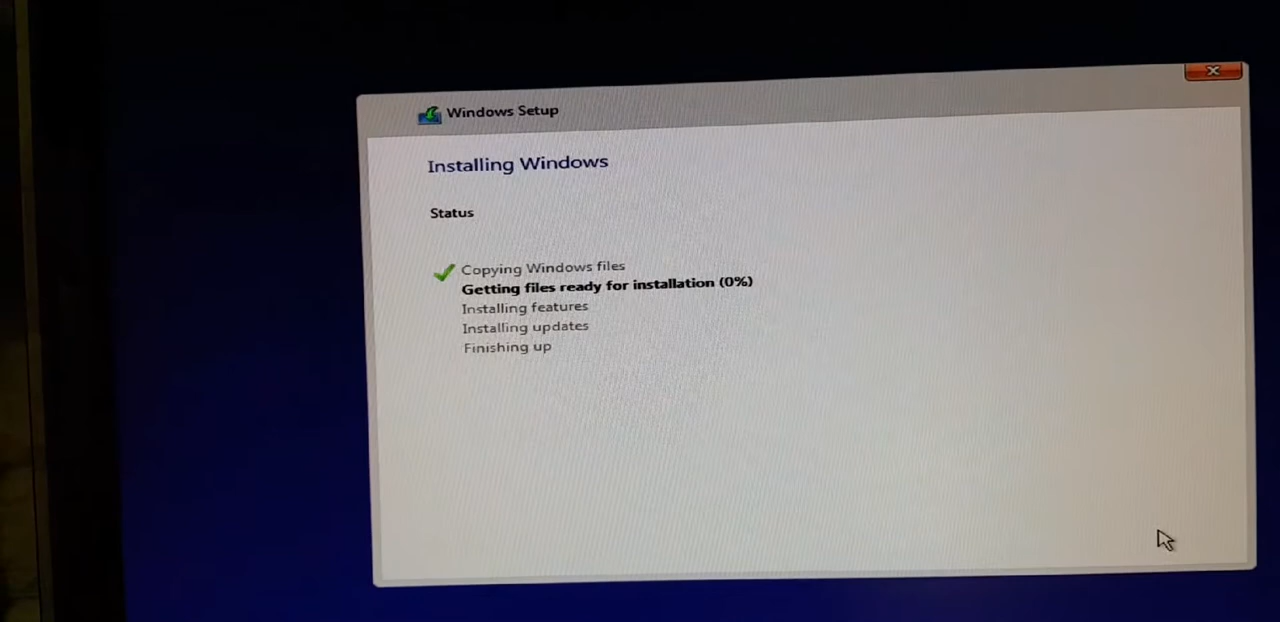 Windows Setup
Installing Windows
Status
Copying Windows files
Getting files ready for installation (0%)
Installing features
Installing updates
Finishing up